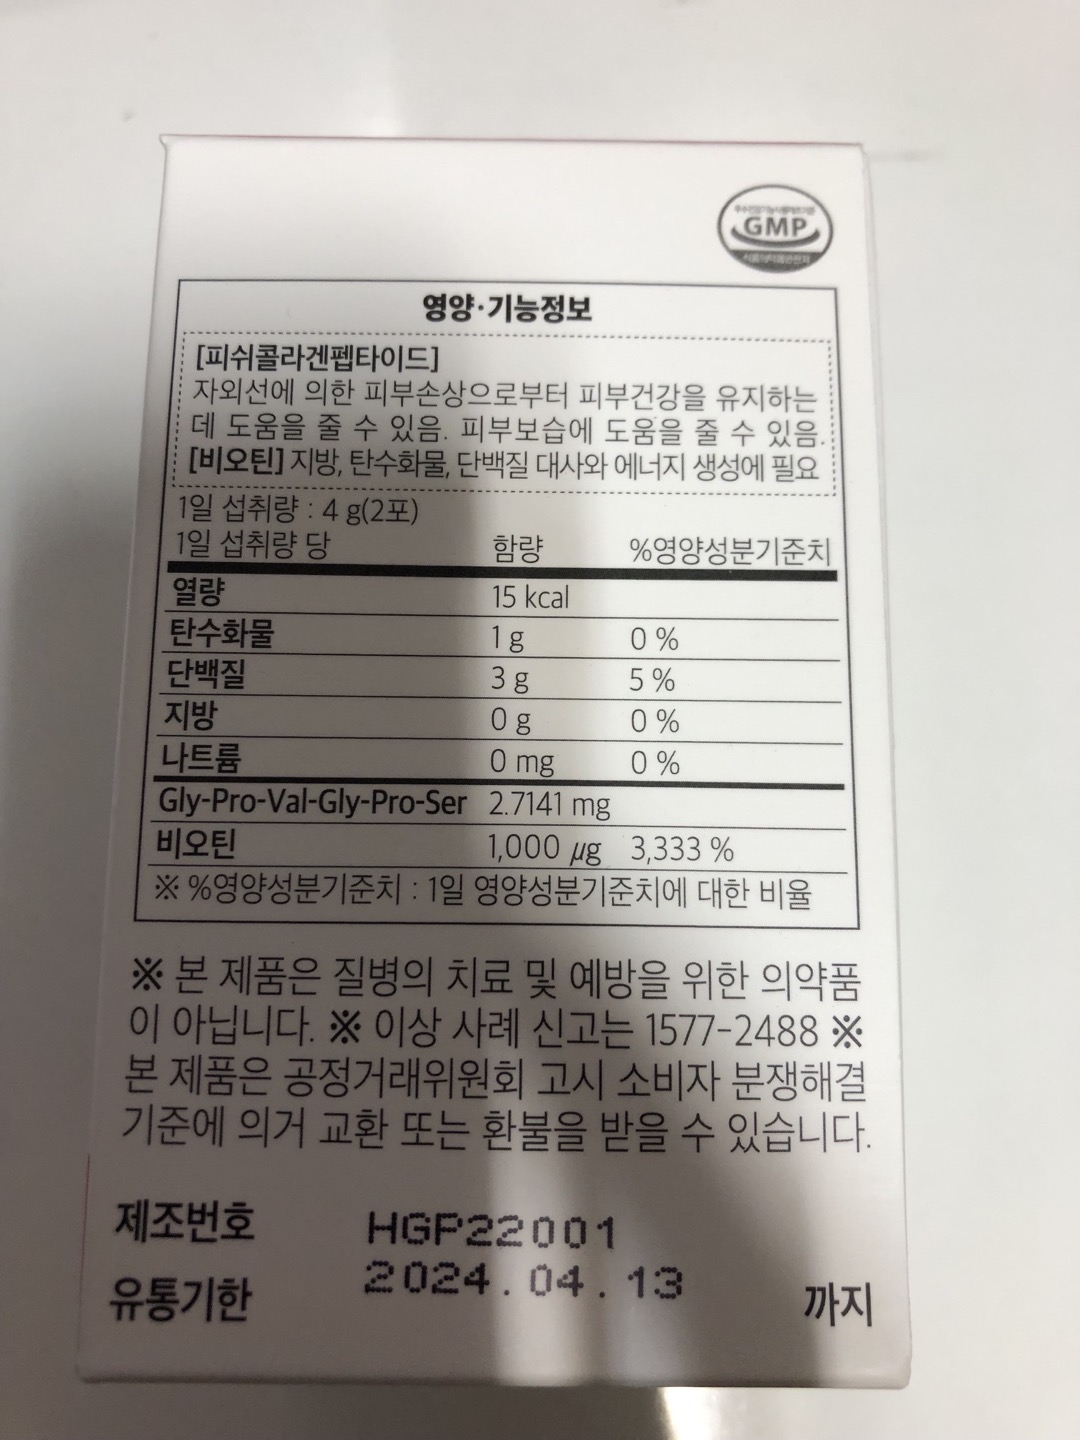 GMP
영양·기능정보
[피쉬콜라겐펩타이드]
자외선에 의한 피부손상으로부터 피부건강을 유지하는
데 도움을 줄 수 있음. 피부보습에 도움을 줄 수 있음.
[비오틴] 지방, 탄수화물, 단백질 대사와 에너지 생성에 필요
1일 섭취량 : 4 g(2포)
1일 섭취량 당 함량 %영양성분기준치
열량 15 kcal
탄수화물 1 g 0 %
단백질 3 g 5 %
지방 0 g 0 %
나트륨 0 mg 0 %
Gly-Pro-Val-Gly-Pro-Ser 2.7141 mg
비오틴 1,000 µg 3,333 %
※ %영양성분기준치 : 1일 영양성분기준치에 대한 비율
※ 본 제품은 질병의 치료 및 예방을 위한 의약품
이 아닙니다. ※ 이상 사례 신고는 1577-2488 ※
본 제품은 공정거래위원회 고시 소비자 분쟁해결
기준에 의거 교환 또는 환불을 받을 수 있습니다.
제조번호 HGP22001
유통기한 2024.04.13 까지